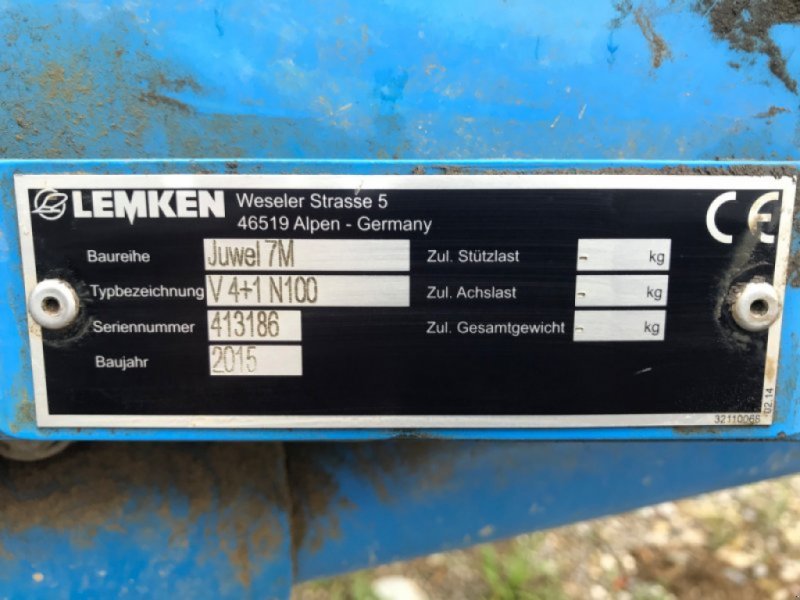 LEMKEN Weseler Strasse 5
46519 Alpen - Germany
CE
Baureihe Juwel 7M Zul. Stützlast - kg
Typbezeichnung V 4+1 N100 Zul. Achslast - kg
Seriennummer 413186 Zul. Gesamtgewicht - kg
Baujahr 2015
32110068
02.14